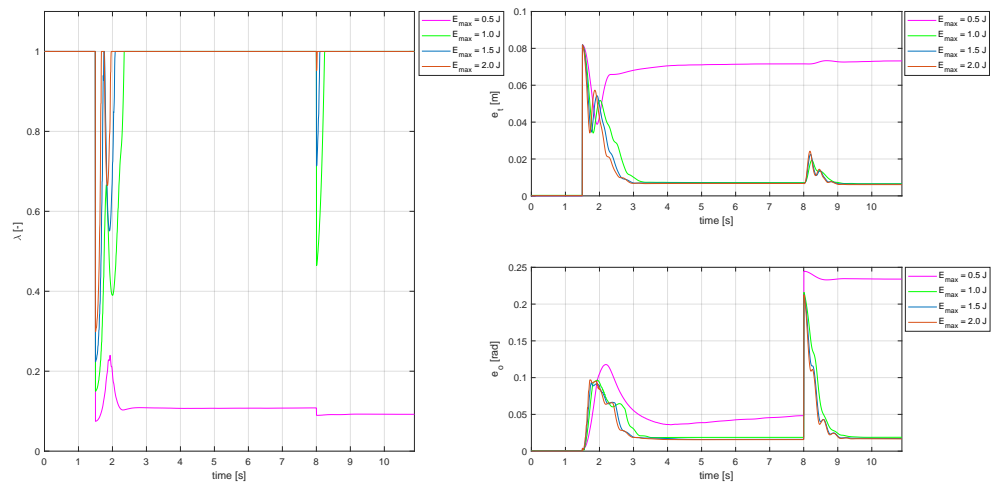 E_max = 0.5 J
E_max = 1.0 J
E_max = 1.5 J
E_max = 2.0 J
1
0.8
0.6
0.4
0.2
0
λ [-]
0 1 2 3 4 5 6 7 8 9 10
time [s]
E_max = 0.5 J
E_max = 1.0 J
E_max = 1.5 J
E_max = 2.0 J
0.1
0.08
0.06
0.04
0.02
0
e_t [m]
0 1 2 3 4 5 6 7 8 9 10
time [s]
E_max = 0.5 J
E_max = 1.0 J
E_max = 1.5 J
E_max = 2.0 J
0.25
0.2
0.15
0.1
0.05
0
e_o [rad]
0 1 2 3 4 5 6 7 8 9 10
time [s]